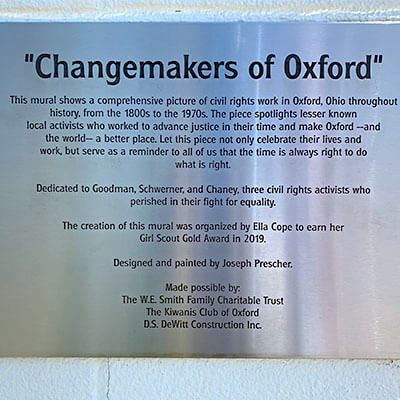 "Changemakers of Oxford"
This mural shows a comprehensive picture of civil rights work in Oxford, Ohio throughout
history, from the 1800s to the 1970s. The piece spotlights lesser known
local activists who worked to advance justice in their time and make Oxford --and
the world-- a better place. Let this piece not only celebrate their lives and
work, but serve as a reminder to all of us that the time is always right to do
what is right.
Dedicated to Goodman, Schwerner, and Chaney, three civil rights activists who
perished in their fight for equality.
The creation of this mural was organized by Ella Cope to earn her
Girl Scout Gold Award in 2019.
Designed and painted by Joseph Prescher.
Made possible by:
The W.E. Smith Family Charitable Trust
The Kiwanis Club of Oxford
D.S. DeWitt Construction Inc.